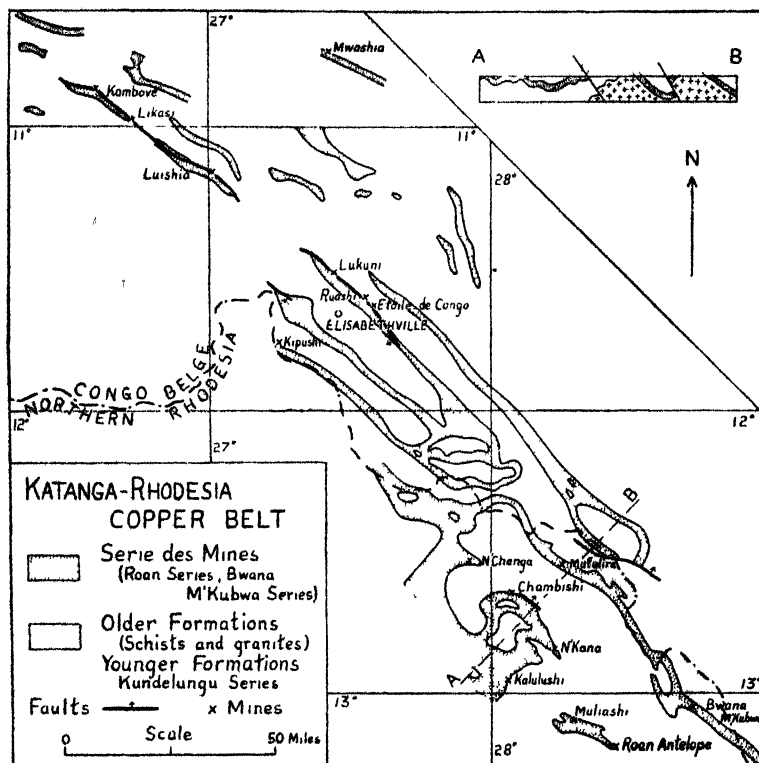 27°
Mwashia
A
B
Kambove
Likasi
11°
11°
Luishia
28°
N
Lukuni
Ruashi
Etoile de Congo
ÉLISABETHVILLE
Kipushi
CONGO BELGE
NORTHERN RHODESIA
12°
12°
27°
KATANGA-RHODESIA
COPPER BELT
Serie des Mines
(Roan Series, Bwana
M'Kubwa Series)
Older Formations
(Schists and granites)
Younger Formations
Kundelungu Series
Faults
x Mines
Scale
0
50 Miles
B
N'Changa
Mufulira
Chambishi
N'Kana
A
Kalulushi
13°
13°
Bwana
M'Kubwa
Muliashi
Roan Antelope
28°